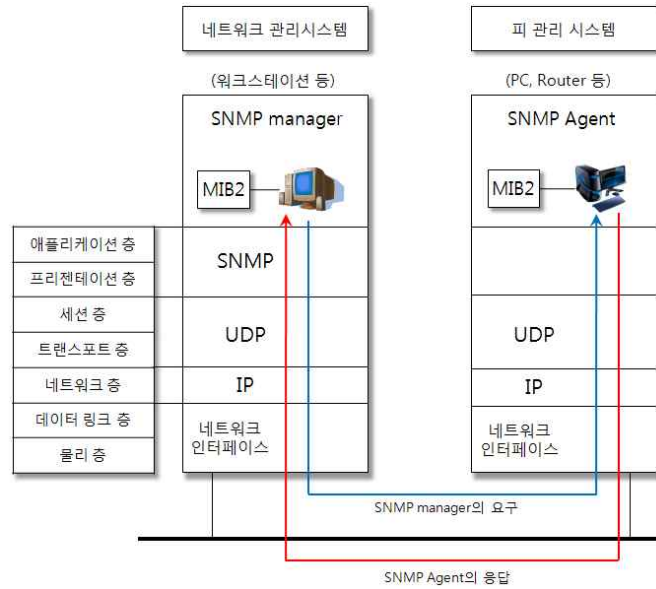 네트워크 관리시스템
피 관리 시스템
(워크스테이션 등)
(PC, Router 등)
SNMP manager
SNMP Agent
MIB2
MIB2
애플리케이션 층
프리젠테이션 층
세션 층
트랜스포트 층
네트워크 층
데이터 링크 층
물리 층
SNMP
UDP
IP
네트워크
인터페이스
UDP
IP
네트워크
인터페이스
SNMP manager의 요구
SNMP Agent의 응답